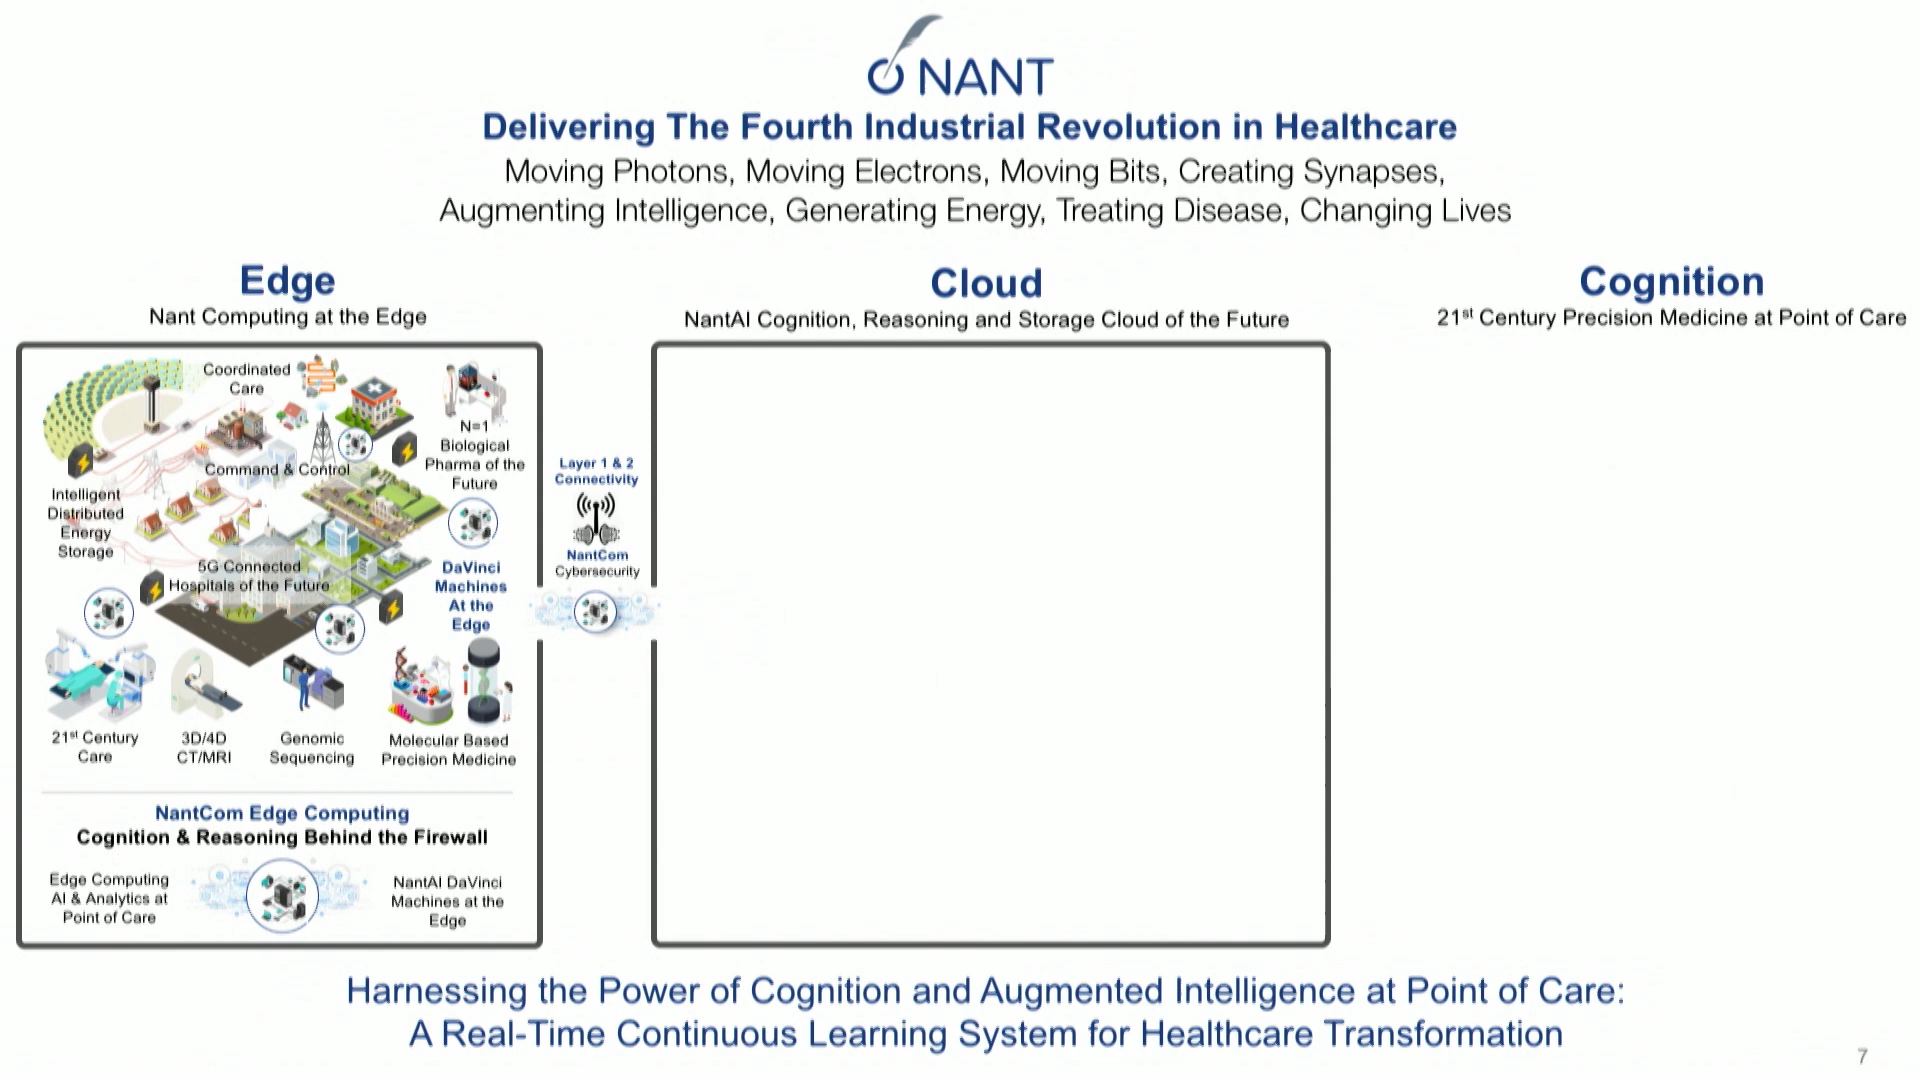 NANT
Delivering The Fourth Industrial Revolution in Healthcare
Moving Photons, Moving Electrons, Moving Bits, Creating Synapses,
Augmenting Intelligence, Generating Energy, Treating Disease, Changing Lives
Edge
Nant Computing at the Edge
Coordinated
Care
N=1
Biological
Pharma of the
Future
Command & Control
Intelligent
Distributed
Energy
Storage
5G Connected
Hospitals of the Future
DaVinci
Machines
At the
Edge
21st Century
Care
3D/4D
CT/MRI
Genomic
Sequencing
Molecular Based
Precision Medicine
NantCom Edge Computing
Cognition & Reasoning Behind the Firewall
Edge Computing
AI & Analytics at
Point of Care
NantAI DaVinci
Machines at the
Edge
Layer 1 & 2
Connectivity
NantCom
Cybersecurity
Cloud
NantAI Cognition, Reasoning and Storage Cloud of the Future
Cognition
21st Century Precision Medicine at Point of Care
Harnessing the Power of Cognition and Augmented Intelligence at Point of Care:
A Real-Time Continuous Learning System for Healthcare Transformation
7